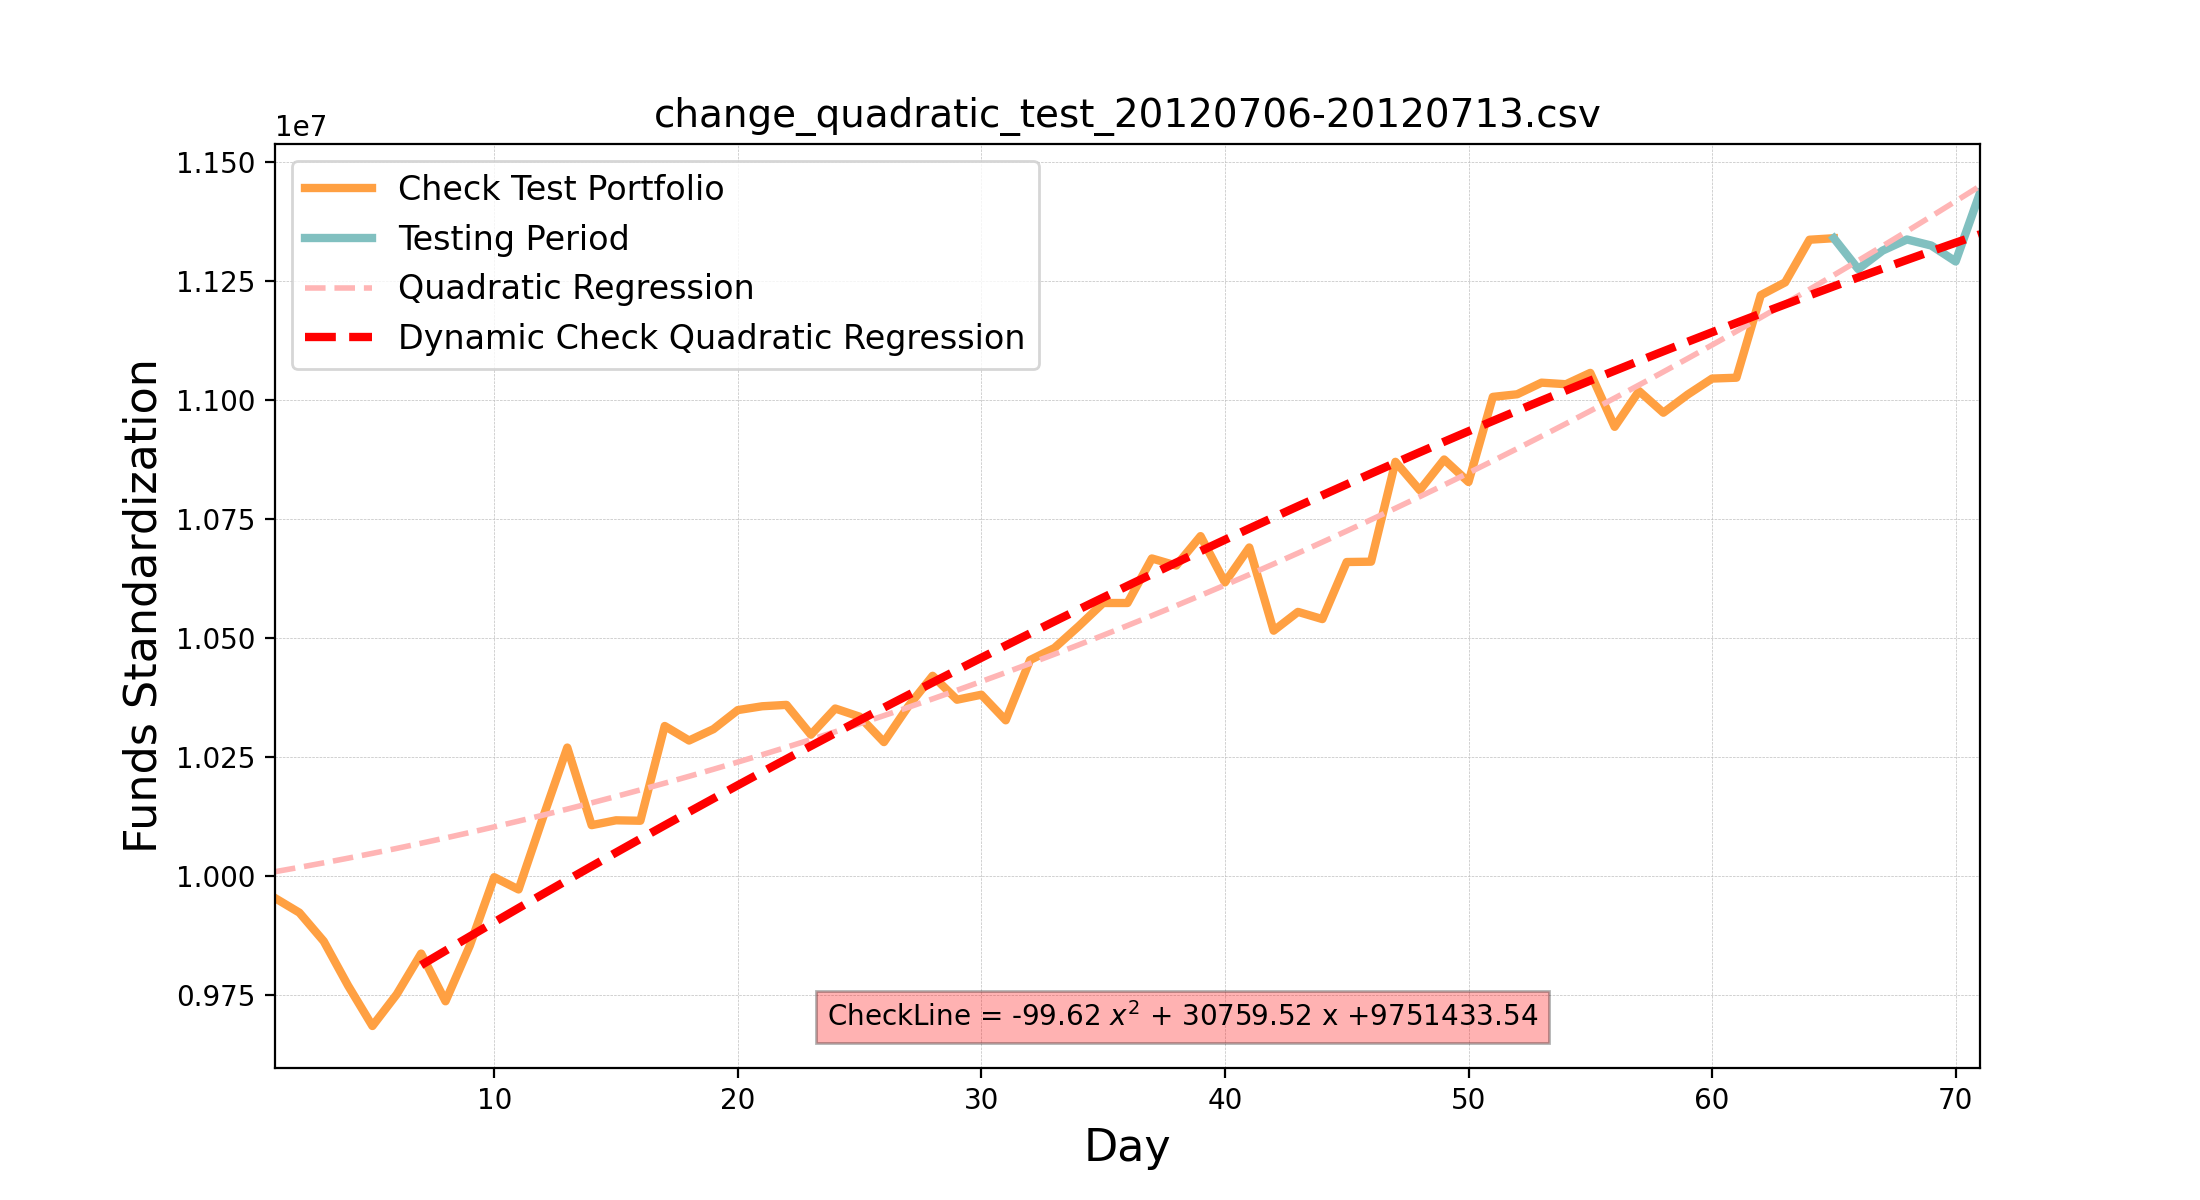 change_quadratic_test_20120706-20120713.csv
1e7
1.150
1.125
1.100
1.075
1.050
1.025
1.000
0.975
Funds Standardization
Check Test Portfolio
Testing Period
Quadratic Regression
Dynamic Check Quadratic Regression
CheckLine = -99.62 x² + 30759.52 x +9751433.54
10 20 30 40 50 60 70
Day